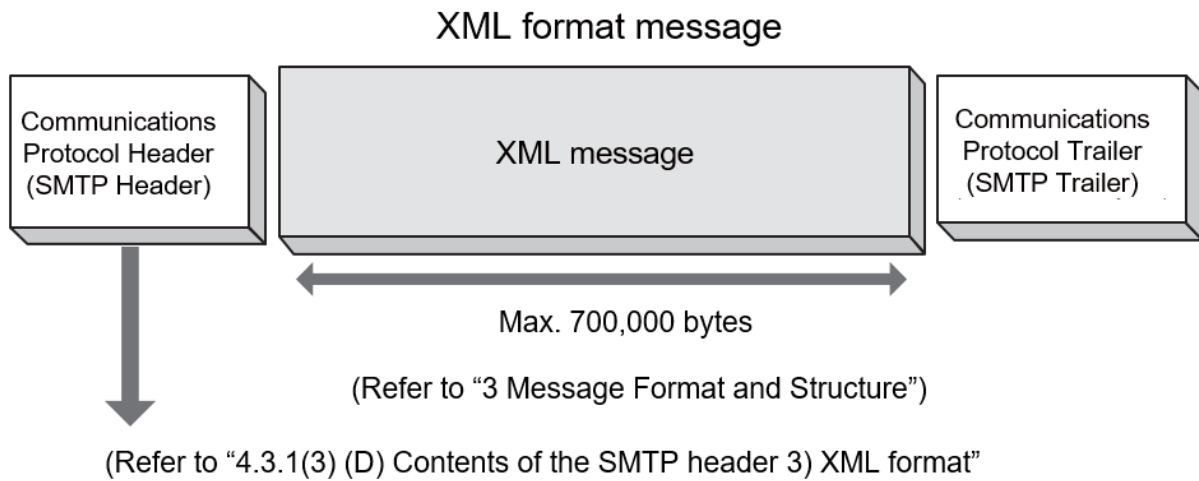 XML format message
Communications
Protocol Header
(SMTP Header)
XML message
Communications
Protocol Trailer
(SMTP Trailer)
Max. 700,000 bytes
(Refer to “3 Message Format and Structure”)
(Refer to “4.3.1(3) (D) Contents of the SMTP header 3) XML format”